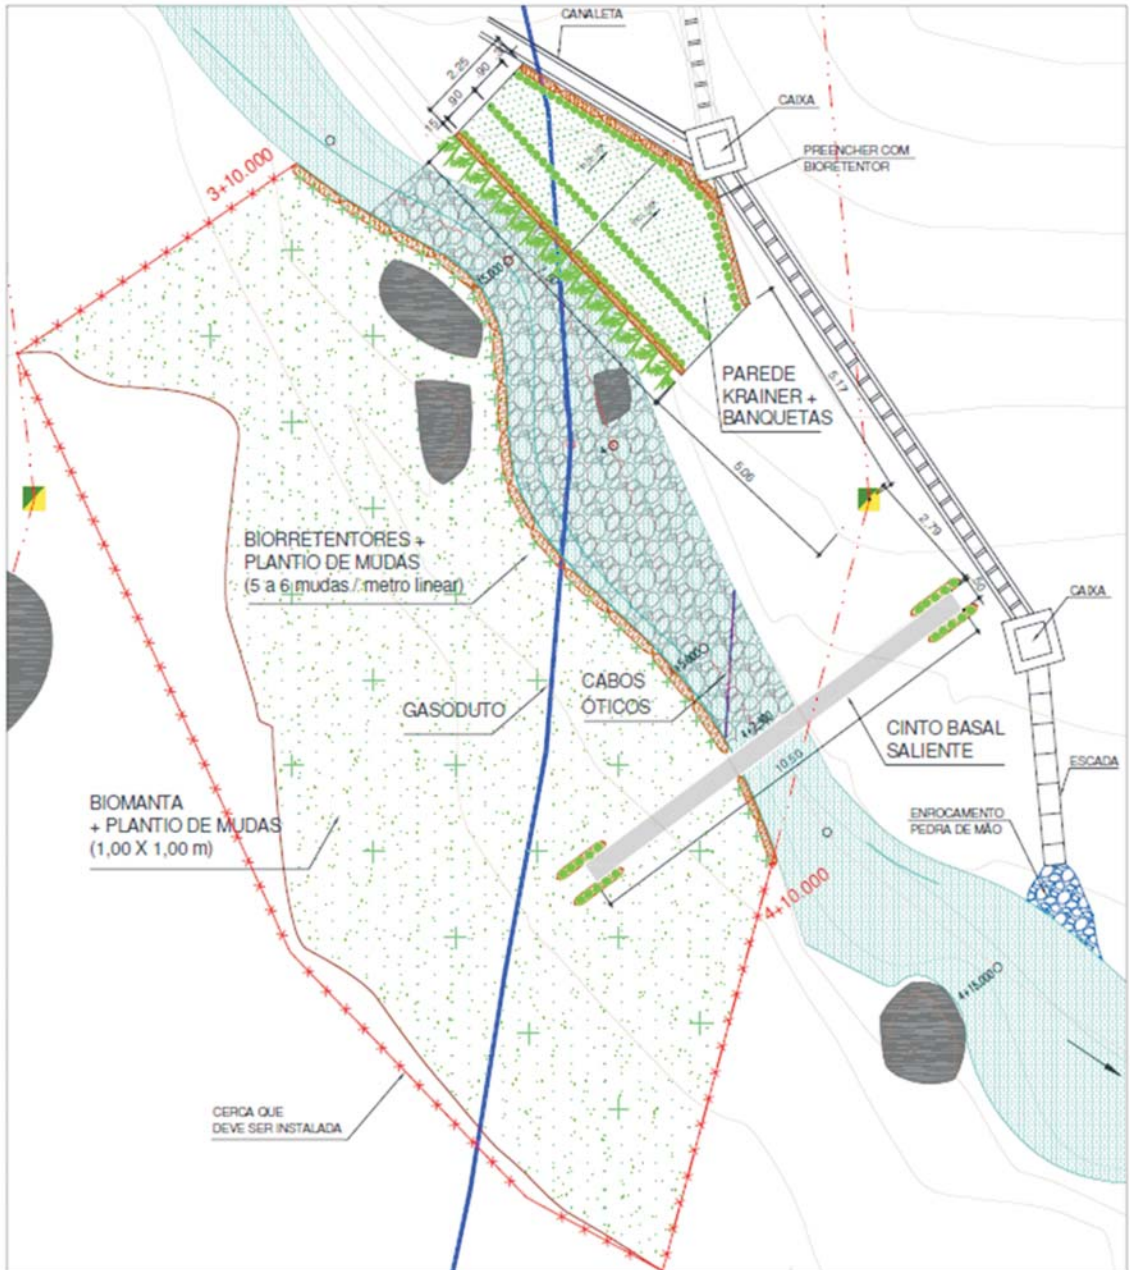 CANALETA
2.25
.90
.90
15
CAIXA
PREENCHER COM
BIORETENTOR
3+10.000
PAREDE
KRAINER +
BANQUETAS
5.17
5.06
2.79
BIORRETENTORES +
PLANTIO DE MUDAS
(5 a 6 mudas / metro linear)
CAIXA
GASODUTO
CABOS
ÓTICOS
CINTO BASAL
SALIENTE
10.50
ESCADA
BIOMANTA
+ PLANTIO DE MUDAS
(1,00 X 1,00 m)
ENROCAMENTO
PEDRA DE MÃO
4+10.000
4+15,000
CERCA QUE
DEVE SER INSTALADA